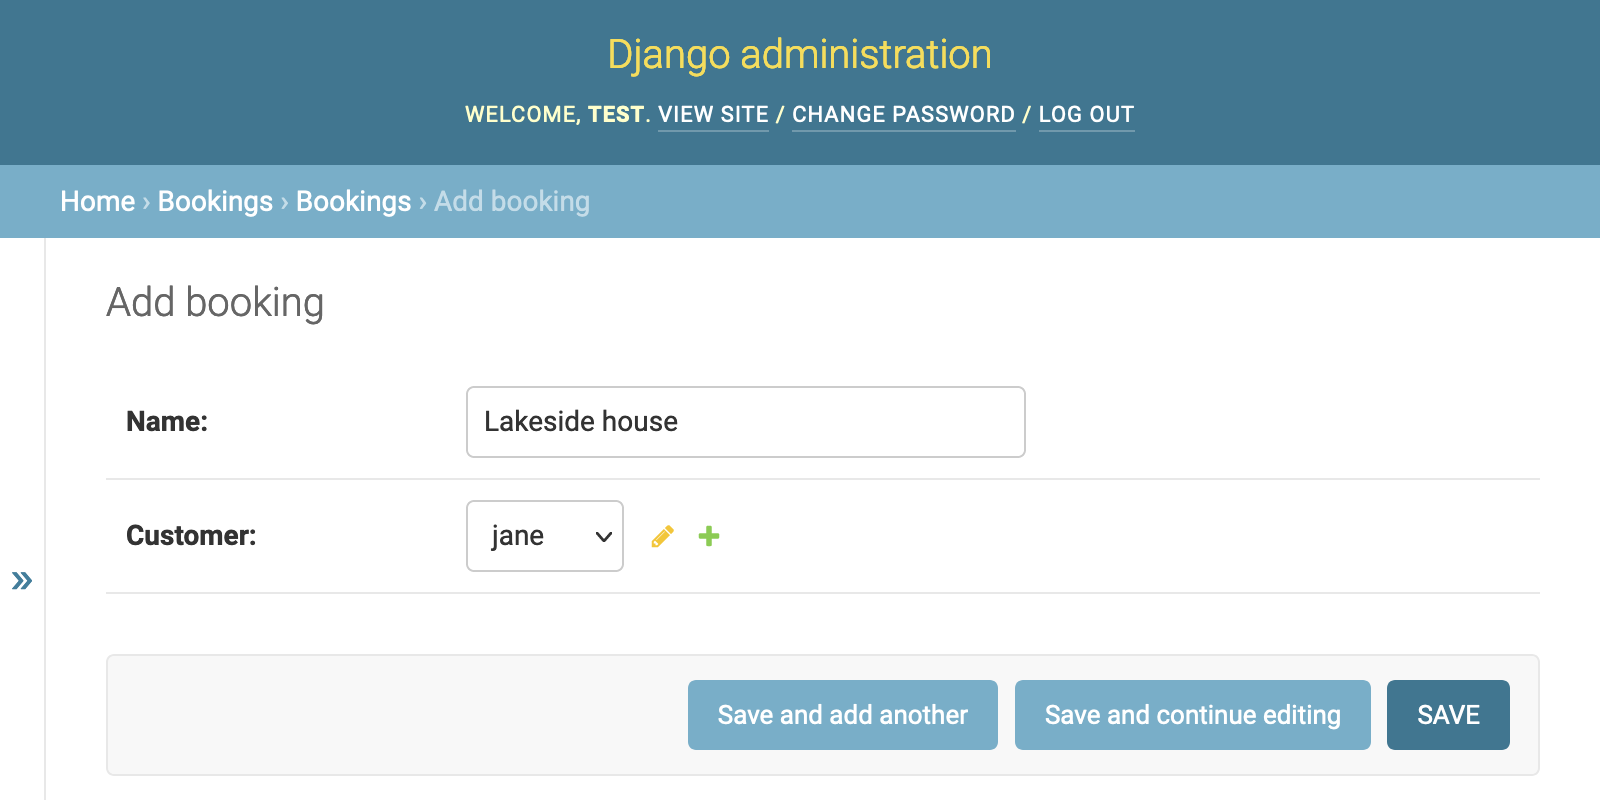 Django administration
WELCOME, TEST. VIEW SITE / CHANGE PASSWORD / LOG OUT
Home › Bookings › Bookings › Add booking
Add booking
Name: Lakeside house
Customer: jane
»
Save and add another Save and continue editing SAVE